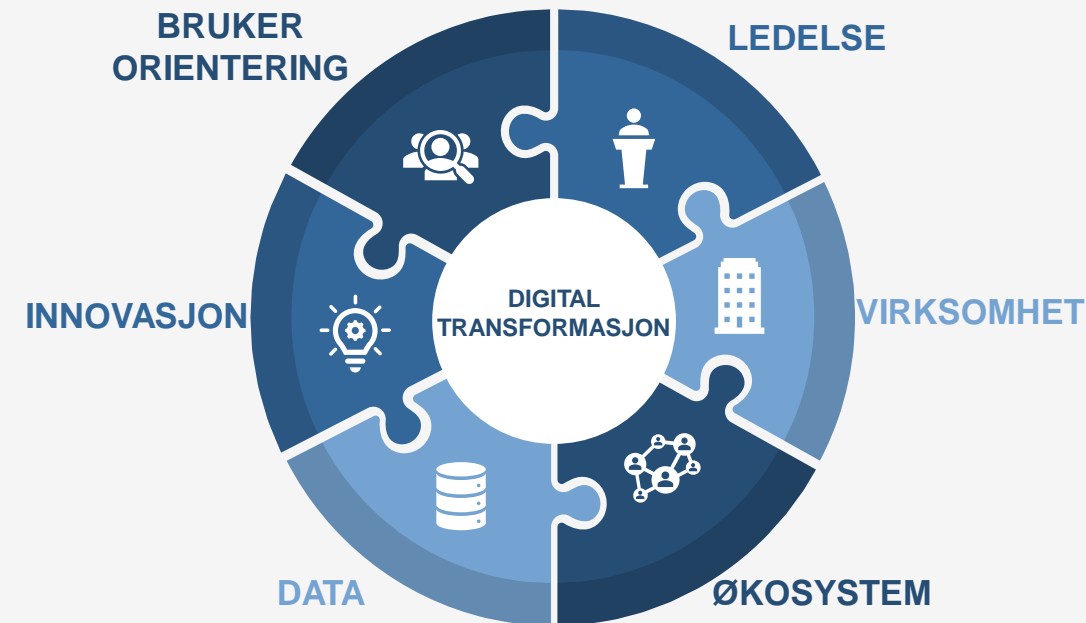 BRUKER
ORIENTERING
LEDELSE
INNOVASJON
DIGITAL
TRANSFORMASJON
VIRKSOMHET
DATA
ØKOSYSTEM